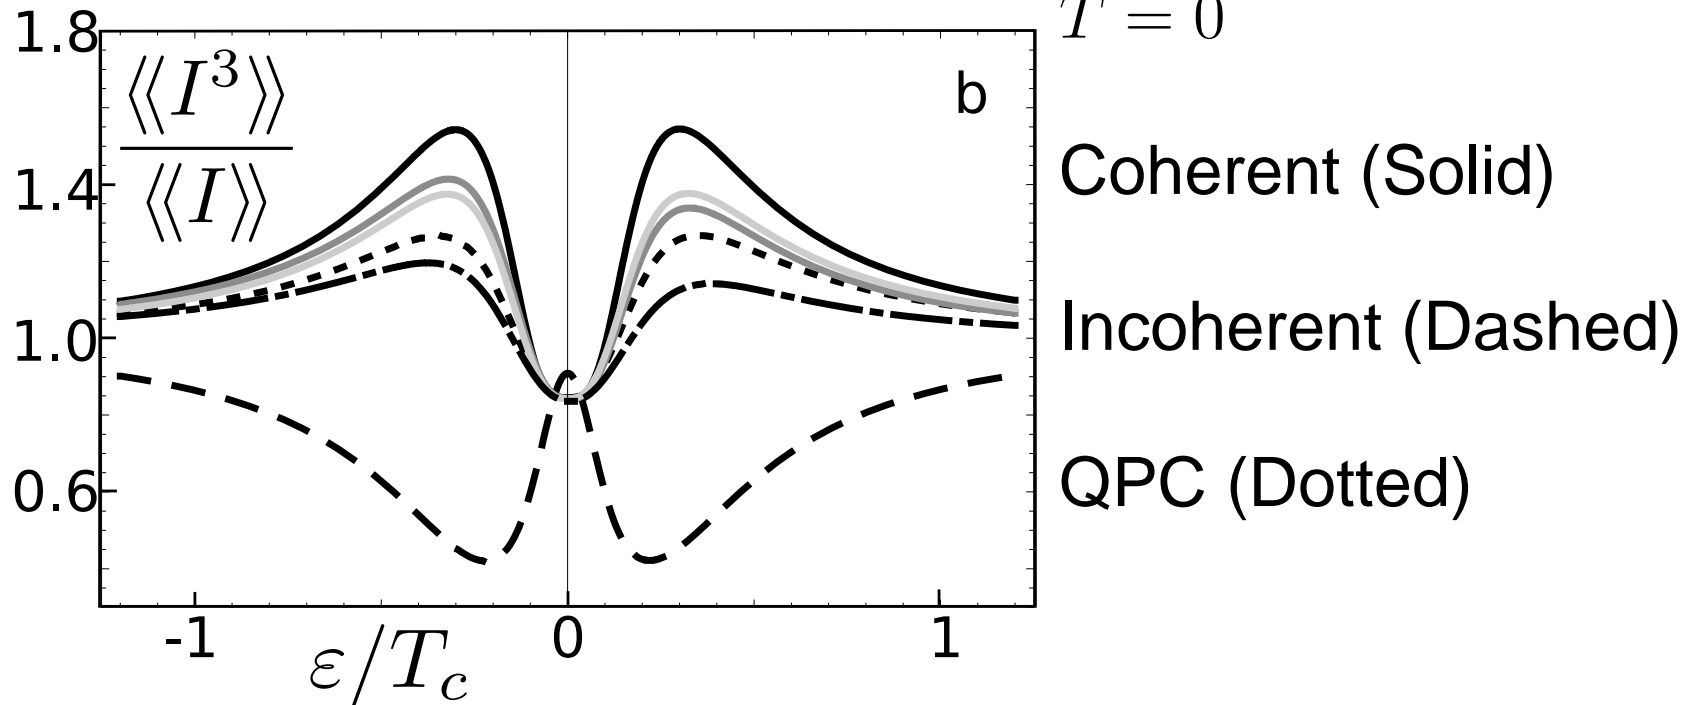 T = 0
1.8
⟨⟨I³⟩⟩
⟨⟨I⟩⟩
b
Coherent (Solid)
1.4
Incoherent (Dashed)
1.0
QPC (Dotted)
0.6
-1
0
1
ε/T_c